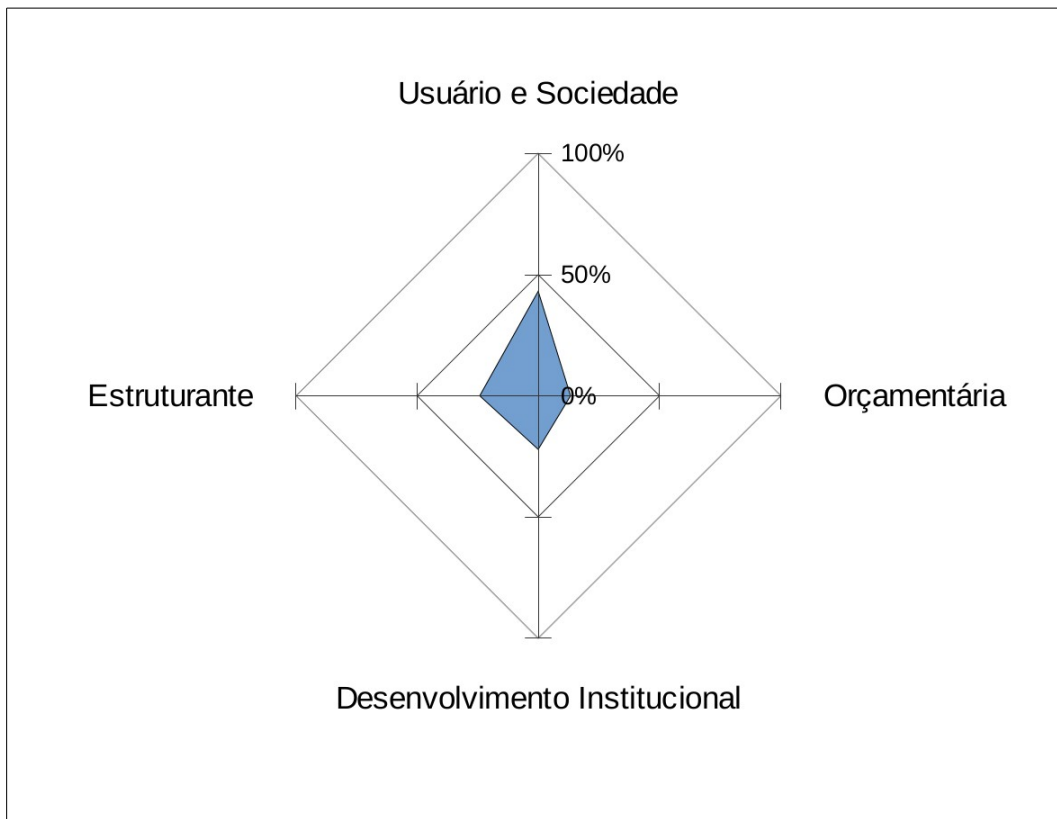 Usuário e Sociedade
100%
50%
Estruturante
0%
Orçamentária
Desenvolvimento Institucional